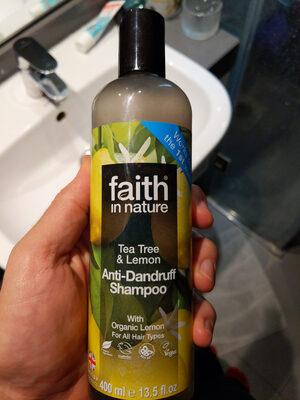 faith
in nature
Tea Tree
& Lemon
Anti-Dandruff
Shampoo
With
Organic Lemon
For All Hair Types
Vegan
400 ml e 13.5 fl oz